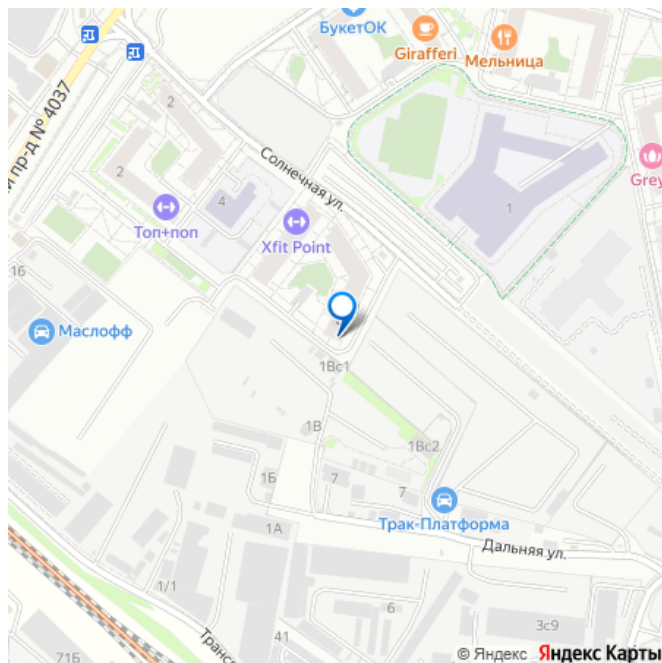 БукетОК
Girafferi
Мельница
й пр-д № 4037
2
Солнечная ул.
2
4
1
Grey
Топ+поп
Xfit Point
16
Маслофф
1Вс1
1В
1Вс2
1Б
7
7
Трак-Платформа
1А
Дальняя ул.
1/1
6
3с9
41
Трансс
71Б
© Яндекс Яндекс Карты